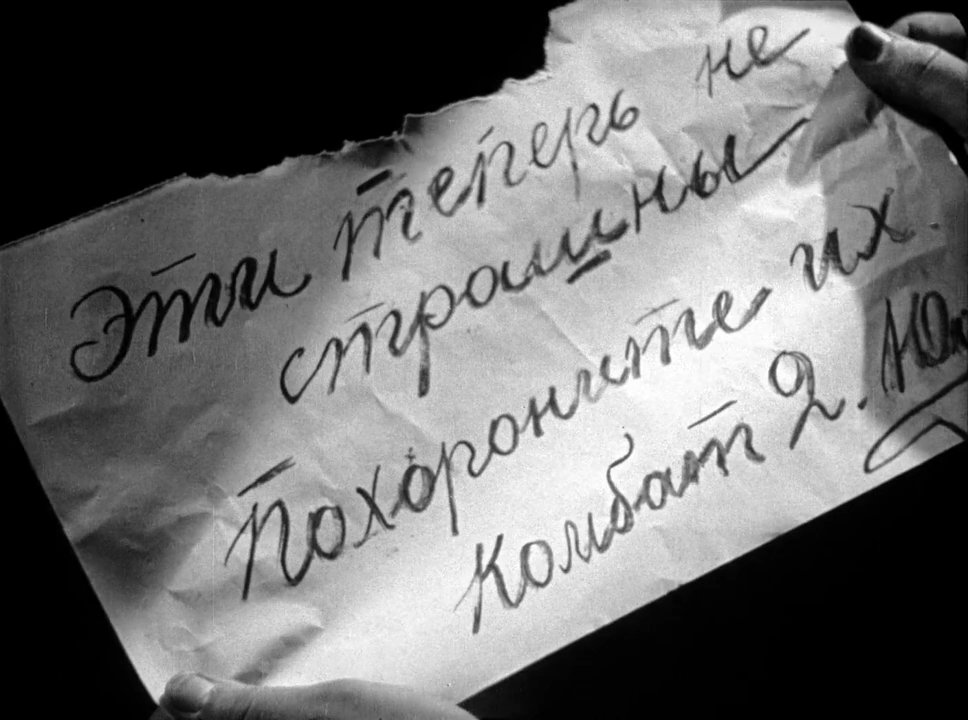 Эти теперь не
страшны
Похороните их.
Комбат 2.